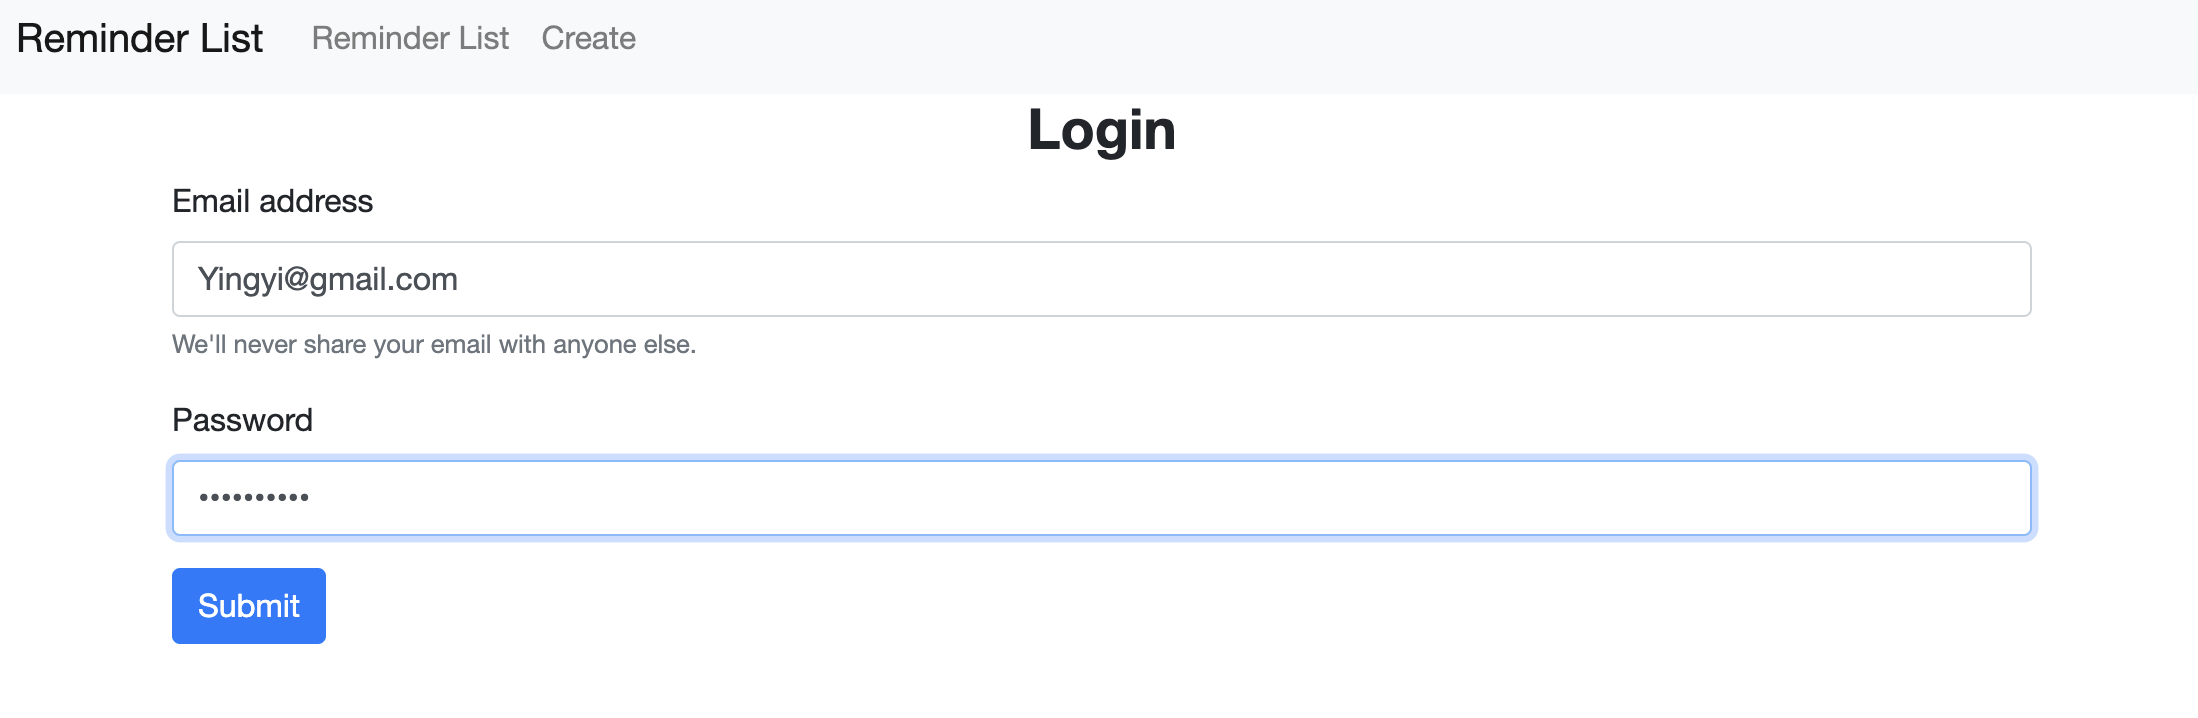 Reminder List Reminder List Create
Login
Email address
Yingyi@gmail.com
We'll never share your email with anyone else.
Password
••••••••••
Submit